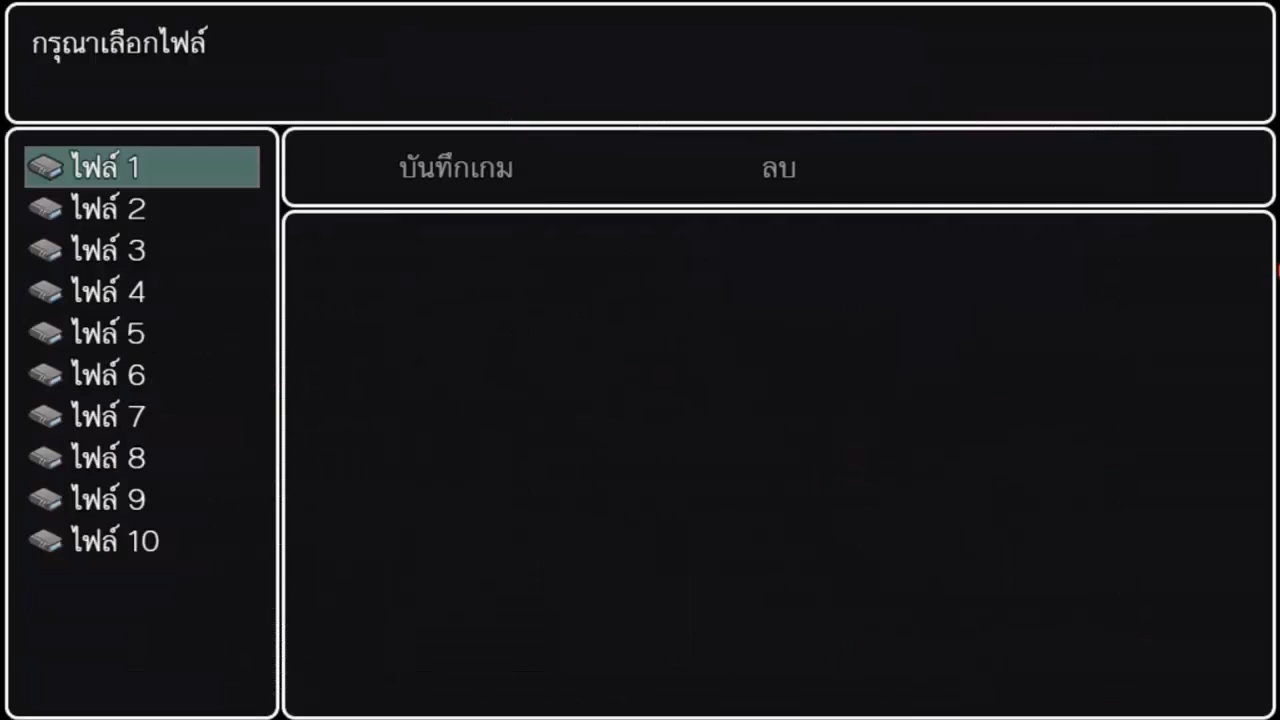 กรุณาเลือกไฟล์
บันทึกเกม ลบ
ไฟล์ 1
ไฟล์ 2
ไฟล์ 3
ไฟล์ 4
ไฟล์ 5
ไฟล์ 6
ไฟล์ 7
ไฟล์ 8
ไฟล์ 9
ไฟล์ 10